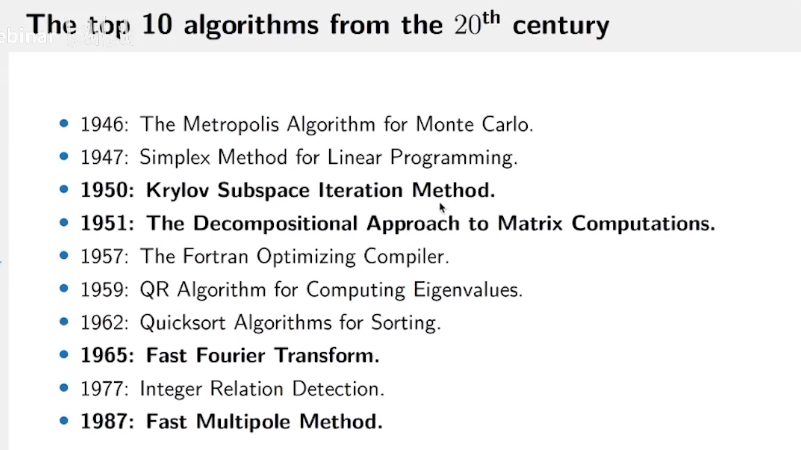 The top 10 algorithms from the 20th century
ebinar
1946: The Metropolis Algorithm for Monte Carlo.
1947: Simplex Method for Linear Programming.
1950: Krylov Subspace Iteration Method.
1951: The Decompositional Approach to Matrix Computations.
1957: The Fortran Optimizing Compiler.
1959: QR Algorithm for Computing Eigenvalues.
1962: Quicksort Algorithms for Sorting.
1965: Fast Fourier Transform.
1977: Integer Relation Detection.
1987: Fast Multipole Method.